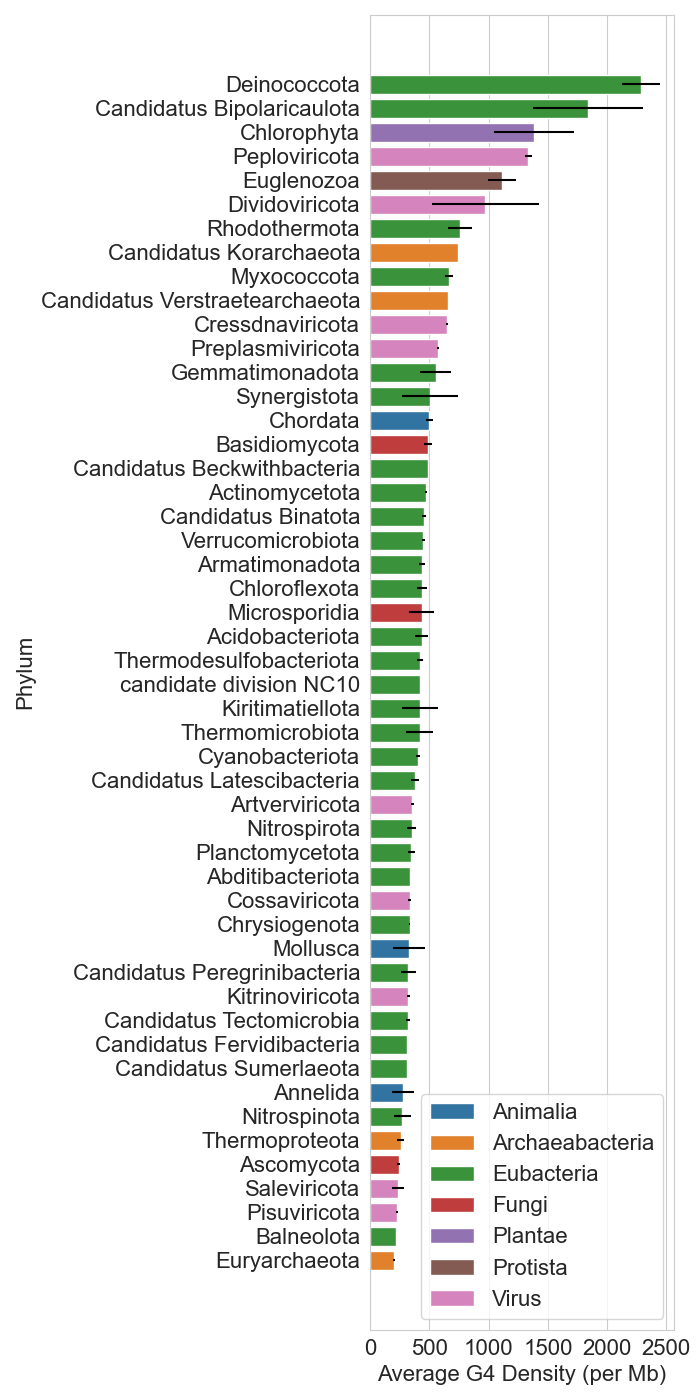 Phylum
Deinococcota
Candidatus Bipolaricaulota
Chlorophyta
Peploviricota
Euglenozoa
Dividoviricota
Rhodothermota
Candidatus Korarchaeota
Myxococcota
Candidatus Verstraetearchaeota
Cressdnaviricota
Preplasmiviricota
Gemmatimonadota
Synergistota
Chordata
Basidiomycota
Candidatus Beckwithbacteria
Actinomycetota
Candidatus Binatota
Verrucomicrobiota
Armatimonadota
Chloroflexota
Microsporidia
Acidobacteriota
Thermodesulfobacteriota
candidate division NC10
Kiritimatiellota
Thermomicrobiota
Cyanobacteriota
Candidatus Latescibacteria
Artverviricota
Nitrospirota
Planctomycetota
Abditibacteriota
Cossaviricota
Chrysiogenota
Mollusca
Candidatus Peregrinibacteria
Kitrinoviricota
Candidatus Tectomicrobia
Candidatus Fervidibacteria
Candidatus Sumerlaeota
Annelida
Nitrospinota
Thermoproteota
Ascomycota
Saleviricota
Pisuviricota
Balneolota
Euryarchaeota
Animalia
Archaeabacteria
Eubacteria
Fungi
Plantae
Protista
Virus
0 500 1000 1500 2000 2500
Average G4 Density (per Mb)